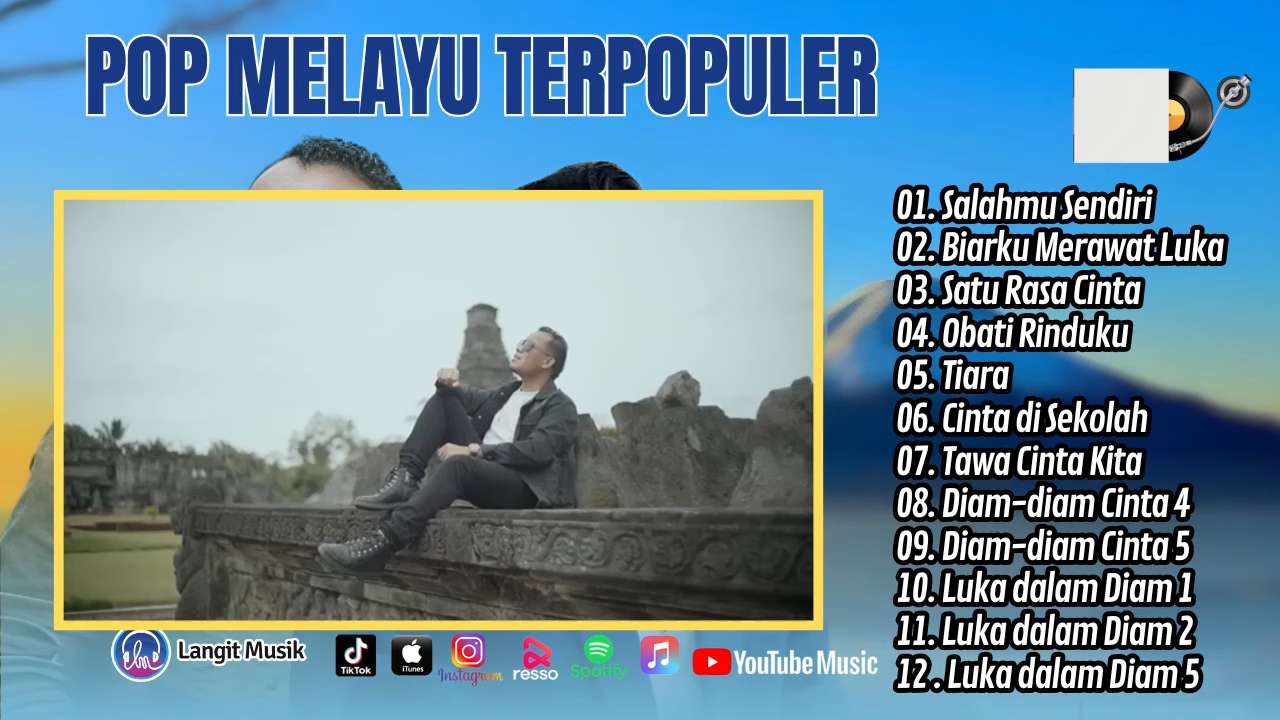 POP MELAYU TERPOPULER
01. Salahmu Sendiri
02. Biarku Merawat Luka
03. Satu Rasa Cinta
04. Obati Rinduku
05. Tiara
06. Cinta di Sekolah
07. Tawa Cinta Kita
08. Diam-diam Cinta 4
09. Diam-diam Cinta 5
10. Luka dalam Diam 1
11. Luka dalam Diam 2
12 . Luka dalam Diam 5
Langit Musik
TikTok
iTunes
Instagram
resso
Spotify
YouTube Music